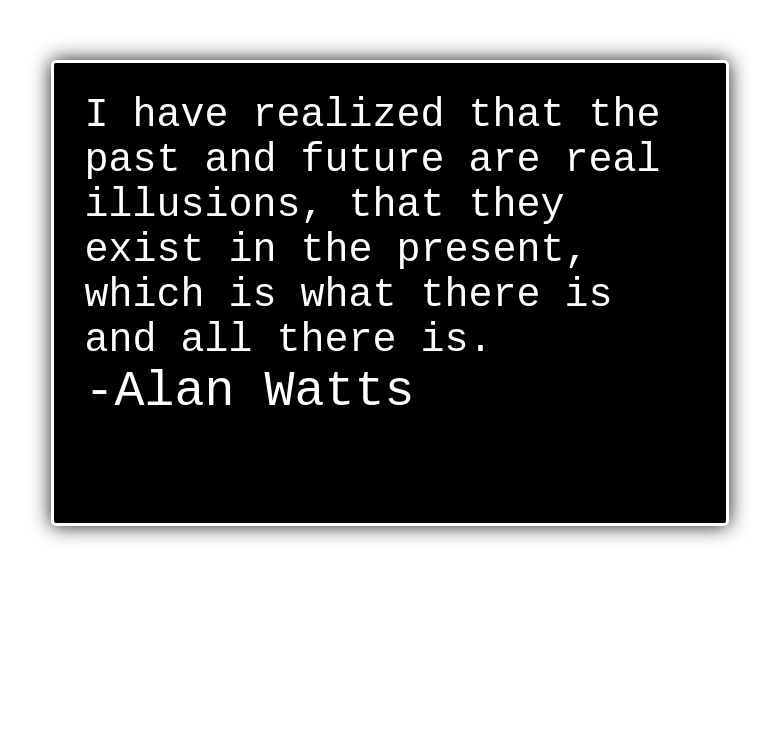 I have realized that the
past and future are real
illusions, that they
exist in the present,
which is what there is
and all there is.
-Alan Watts